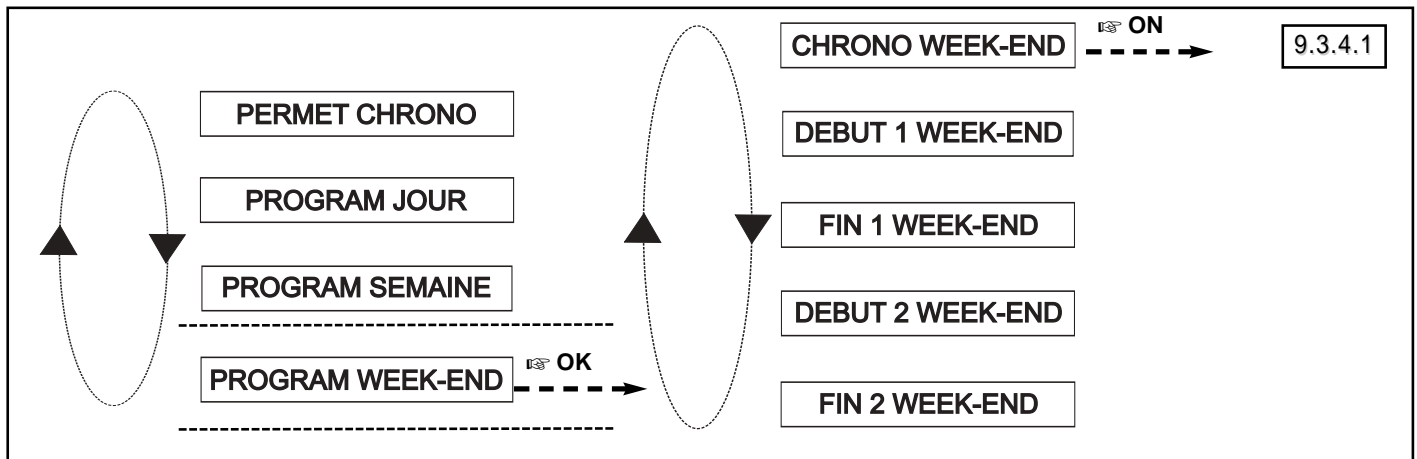 PERMET CHRONO
PROGRAM JOUR
PROGRAM SEMAINE
PROGRAM WEEK-END
☞ OK
CHRONO WEEK-END
☞ ON
9.3.4.1
DEBUT 1 WEEK-END
FIN 1 WEEK-END
DEBUT 2 WEEK-END
FIN 2 WEEK-END